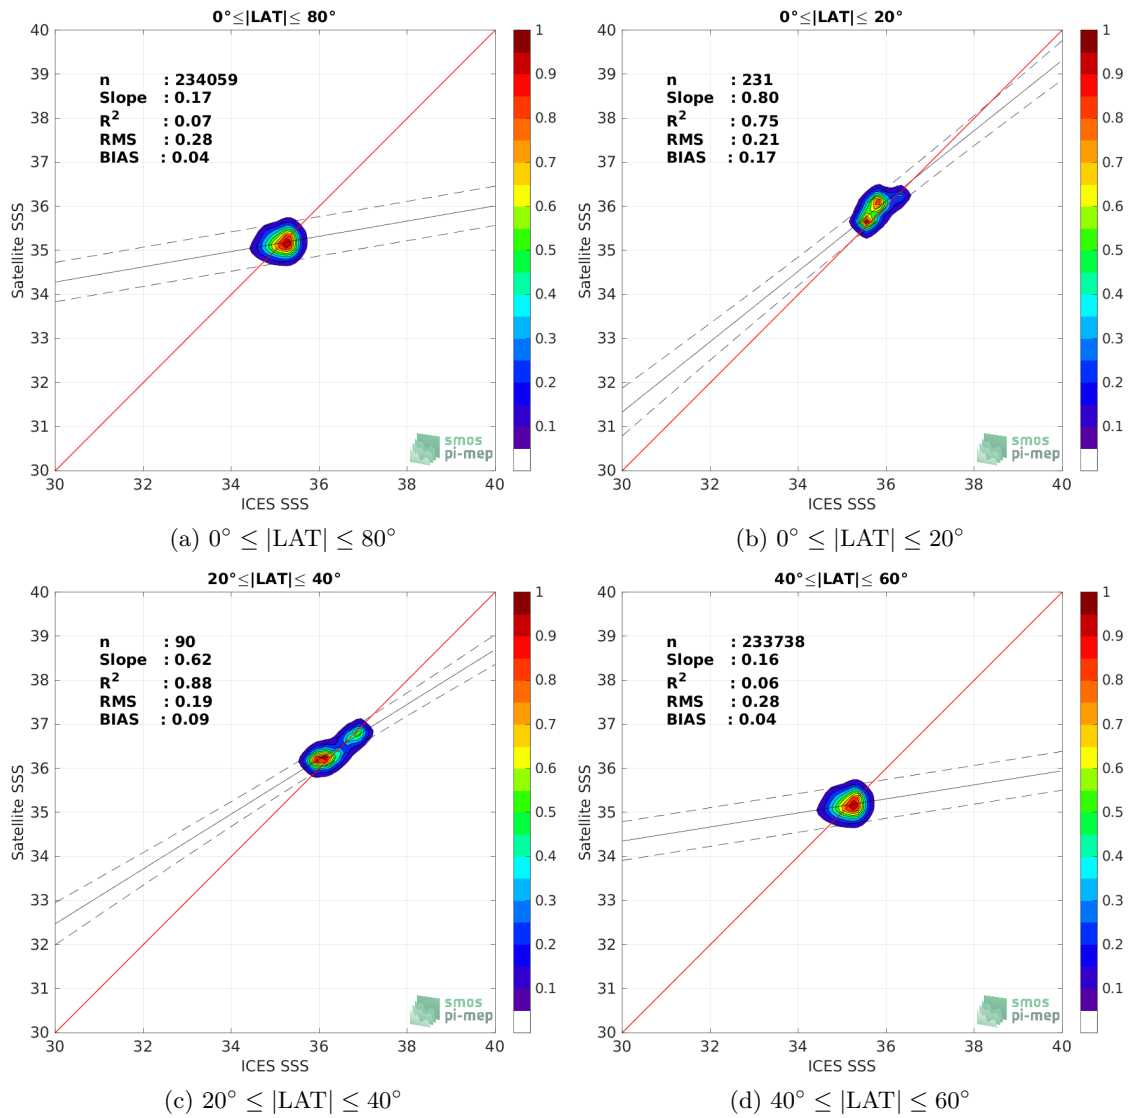 0°≤|LAT|≤ 80°
n : 234059
Slope : 0.17
R² : 0.07
RMS : 0.28
BIAS : 0.04
40
39
38
37
36
35
34
33
32
31
30
30 32 34 36 38 40
Satellite SSS
ICES SSS
1
0.9
0.8
0.7
0.6
0.5
0.4
0.3
0.2
0.1
smos
pi-mep
(a) 0° ≤ |LAT| ≤ 80°
0°≤|LAT|≤ 20°
n : 231
Slope : 0.80
R² : 0.75
RMS : 0.21
BIAS : 0.17
40
39
38
37
36
35
34
33
32
31
30
30 32 34 36 38 40
Satellite SSS
ICES SSS
1
0.9
0.8
0.7
0.6
0.5
0.4
0.3
0.2
0.1
smos
pi-mep
(b) 0° ≤ |LAT| ≤ 20°
20°≤|LAT|≤ 40°
n : 90
Slope : 0.62
R² : 0.88
RMS : 0.19
BIAS : 0.09
40
39
38
37
36
35
34
33
32
31
30
30 32 34 36 38 40
Satellite SSS
ICES SSS
1
0.9
0.8
0.7
0.6
0.5
0.4
0.3
0.2
0.1
smos
pi-mep
(c) 20° ≤ |LAT| ≤ 40°
40°≤|LAT|≤ 60°
n : 233738
Slope : 0.16
R² : 0.06
RMS : 0.28
BIAS : 0.04
40
39
38
37
36
35
34
33
32
31
30
30 32 34 36 38 40
Satellite SSS
ICES SSS
1
0.9
0.8
0.7
0.6
0.5
0.4
0.3
0.2
0.1
smos
pi-mep
(d) 40° ≤ |LAT| ≤ 60°